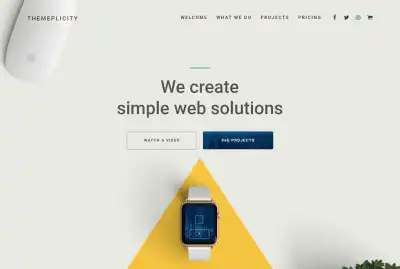 THEMEPLICITY
WELCOME WHAT WE DO PROJECTS PRICING
We create
simple web solutions
WATCH A VIDEO SEE PROJECTS